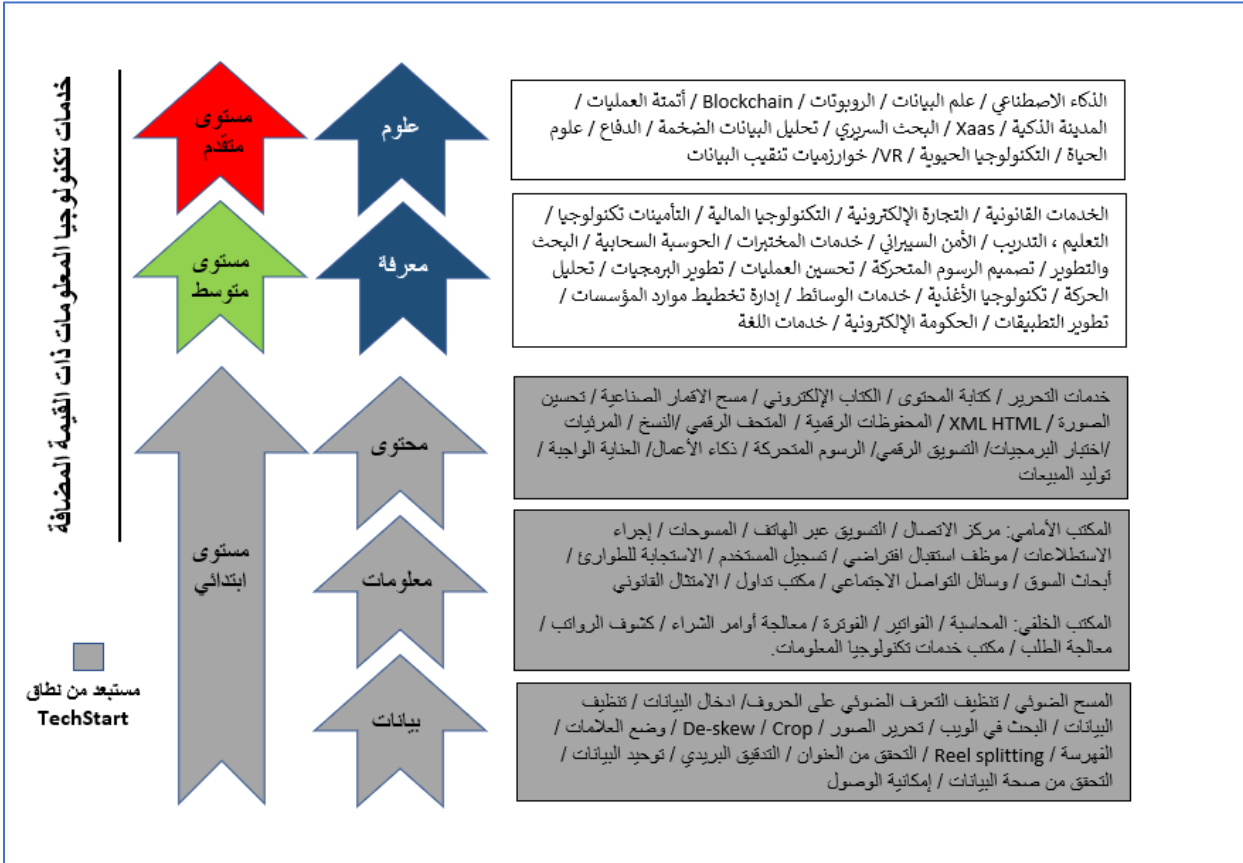 خدمات تكنولوجيا المعلومات ذات القيمة المضافة
مستوى
متقدم
علوم
الذكاء الاصطناعي / علم البيانات / الروبوتات / Blockchain / أتمتة العمليات /
المدينة الذكية / Xaas / البحث السريري / تحليل البيانات الضخمة / الدفاع / علوم
الحياة / التكنولوجيا الحيوية / VR/ خوارزميات تنقيب البيانات
مستوى
متوسط
معرفة
الخدمات القانونية / التجارة الإلكترونية / التكنولوجيا المالية / التأمينات تكنولوجيا /
التعليم ، التدريب / الأمن السيبراني / خدمات المختبرات / الحوسبة السحابية / البحث
والتطوير / تصميم الرسوم المتحركة / تحسين العمليات / تطوير البرمجيات / تحليل
الحركة / تكنولوجيا الأغذية / خدمات الوسائط / إدارة تخطيط موارد المؤسسات /
تطوير التطبيقات / الحكومة الإلكترونية / خدمات اللغة
مستوى
ابتدائي
محتوى
خدمات التحرير / كتابة المحتوى / الكتاب الإلكتروني / مسح الاقمار الصناعية / تحسين
الصورة / XML HTML / المحفوظات الرقمية / المتحف الرقمي /النسخ / المرئيات
/اختبار البرمجيات/ التسويق الرقمي/ الرسوم المتحركة / ذكاء الأعمال/ العناية الواجبة /
توليد المبيعات
معلومات
المكتب الأمامي: مركز الاتصال / التسويق عبر الهاتف / المسوحات / إجراء
الاستطلاعات / موظف استقبال افتراضي / تسجيل المستخدم / الاستجابة للطوارئ /
أبحاث السوق / وسائل التواصل الاجتماعي / مكتب تداول / الامتثال القانوني
المكتب الخلفي: المحاسبة / الفواتير / الفوترة / معالجة أوامر الشراء / كشوف الرواتب /
معالجة الطلب / مكتب خدمات تكنولوجيا المعلومات.
بيانات
المسح الضوئي / تنظيف التعرف الضوئي على الحروف/ ادخال البيانات / تنظيف
البيانات / البحث في الويب / تحرير الصور / De-skew / Crop / وضع العلامات /
الفهرسة / Reel splitting / التحقق من العنوان / التدقيق البريدي / توحيد البيانات /
التحقق من صحة البيانات / إمكانية الوصول
مستبعد من نطاق
TechStart